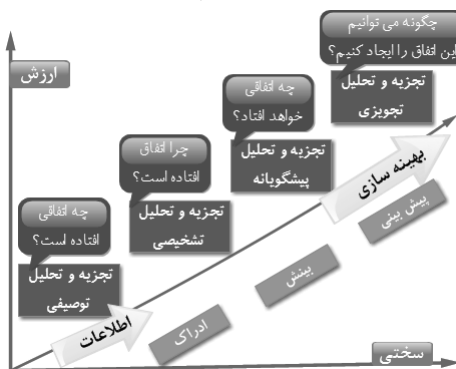 چگونه می توانیم
این اتفاق را ایجاد کنیم؟
تجزیه و تحلیل
تجویزی
ارزش
چه اتفاقی
خواهد افتاد؟
تجزیه و تحلیل
پیشگویانه
چرا اتفاق
افتاده است؟
تجزیه و تحلیل
تشخیصی
چه اتفاقی
افتاده است؟
تجزیه و تحلیل
توصیفی
بهینه سازی
پیش بینی
بینش
ادراک
اطلاعات
سختی